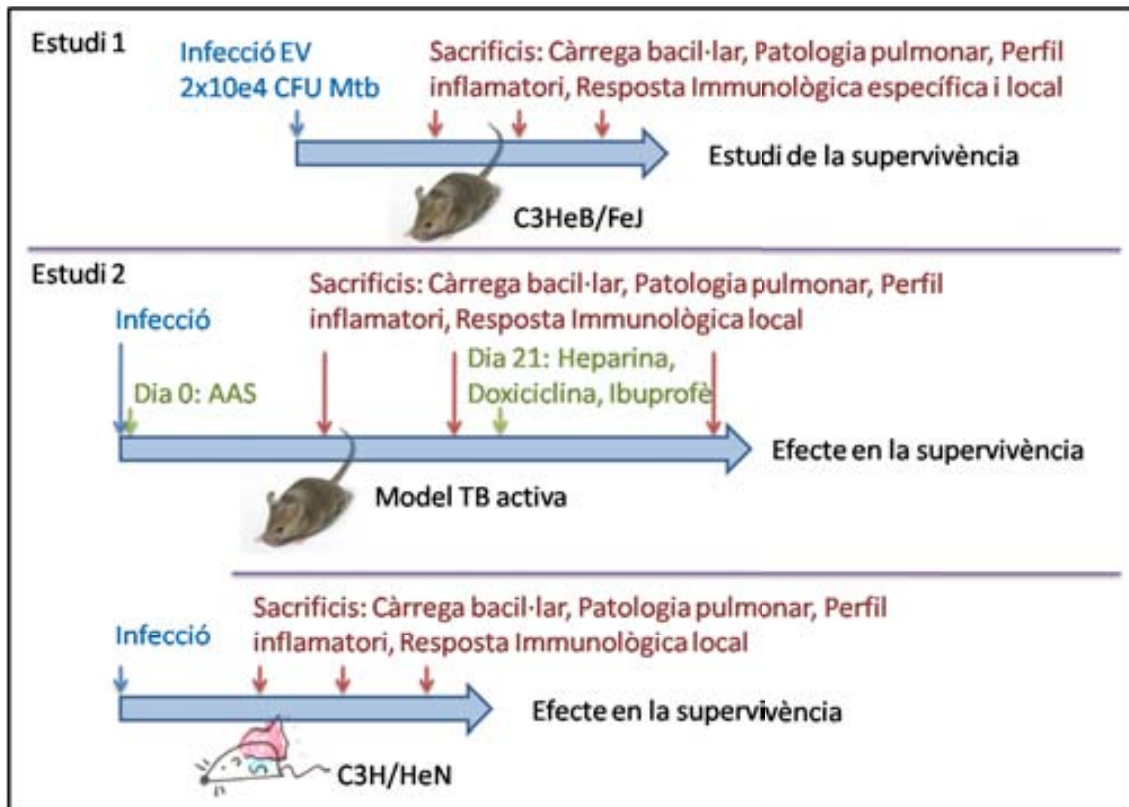 Estudi 1
Infecció EV
2x10e4 CFU Mtb
Sacrificis: Càrrega bacil·lar, Patologia pulmonar, Perfil
inflamatori, Resposta Immunològica específica i local
Estudi de la supervivència
C3HeB/FeJ
Estudi 2
Sacrificis: Càrrega bacil·lar, Patologia pulmonar, Perfil
inflamatori, Resposta Immunològica local
Infecció
Dia 0: AAS
Dia 21: Heparina,
Doxiciclina, Ibuprofè
Efecte en la supervivència
Model TB activa
Sacrificis: Càrrega bacil·lar, Patologia pulmonar, Perfil
inflamatori, Resposta Immunològica local
Infecció
Efecte en la supervivència
C3H/HeN